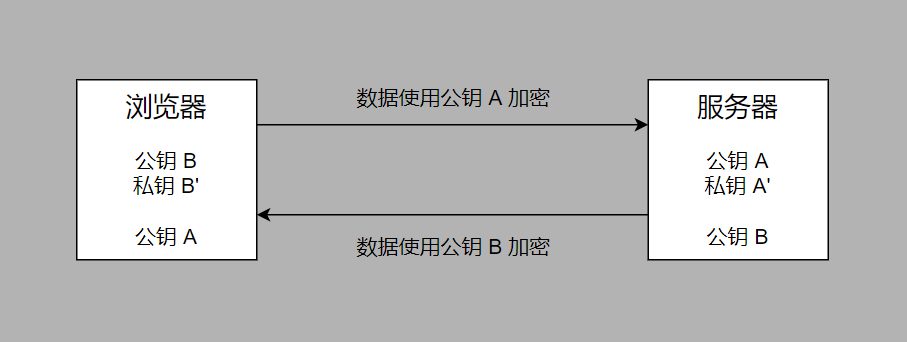 浏览器
公钥 B
私钥 B'
公钥 A
数据使用公钥 A 加密
数据使用公钥 B 加密
服务器
公钥 A
私钥 A'
公钥 B